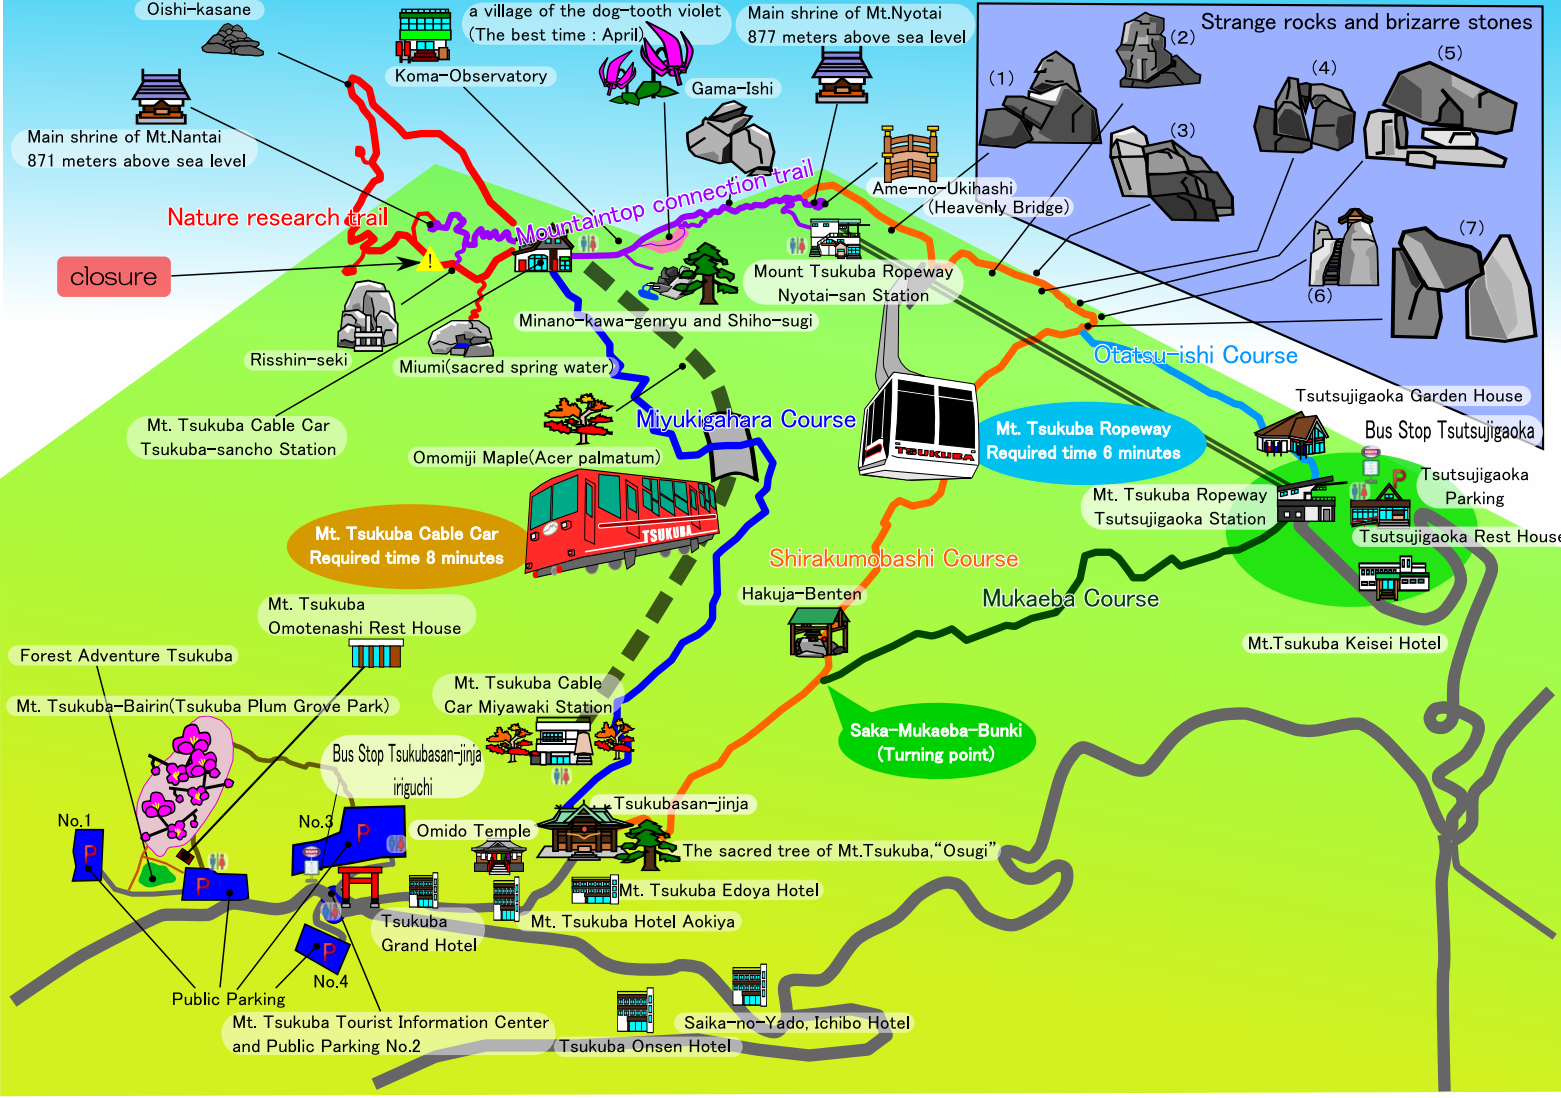 Oishi-kasane
a village of the dog-tooth violet
(The best time : April)
Main shrine of Mt.Nyotai
877 meters above sea level
Strange rocks and brizarre stones
(1)
(2)
(3)
(4)
(5)
(6)
(7)
Koma-Observatory
Gama-Ishi
Main shrine of Mt.Nantai
871 meters above sea level
Ame-no-Ukihashi
(Heavenly Bridge)
Nature research trail
Mountaintop connection trail
closure
!
Mount Tsukuba Ropeway
Nyotai-san Station
Minano-kawa-genryu and Shiho-sugi
Risshin-seki
Miumi(sacred spring water)
Otatsu-ishi Course
Tsutsujigaoka Garden House
Bus Stop Tsutsujigaoka
Mt. Tsukuba Cable Car
Tsukuba-sancho Station
Miyukigahara Course
Mt. Tsukuba Ropeway
Required time 6 minutes
TSUKUBA
Omomiji Maple(Acer palmatum)
Mt. Tsukuba Ropeway
Tsutsujigaoka Station
P
Tsutsujigaoka
Parking
Tsutsujigaoka Rest House
Mt. Tsukuba Cable Car
Required time 8 minutes
TSUKUBA
Shirakumobashi Course
Mukaeba Course
Hakuja-Benten
Mt. Tsukuba
Omotenashi Rest House
Mt.Tsukuba Keisei Hotel
Forest Adventure Tsukuba
Mt. Tsukuba-Bairin(Tsukuba Plum Grove Park)
Mt. Tsukuba Cable
Car Miyawaki Station
Saka-Mukaeba-Bunki
(Turning point)
Bus Stop Tsukubasan-jinja
iriguchi
Tsukubasan-jinja
No.1
P
No.3
P
Omido Temple
The sacred tree of Mt.Tsukuba,“Osugi”
P
Mt. Tsukuba Edoya Hotel
Tsukuba
Grand Hotel
Mt. Tsukuba Hotel Aokiya
P
No.4
Public Parking
Mt. Tsukuba Tourist Information Center
and Public Parking No.2
Saika-no-Yado, Ichibo Hotel
Tsukuba Onsen Hotel